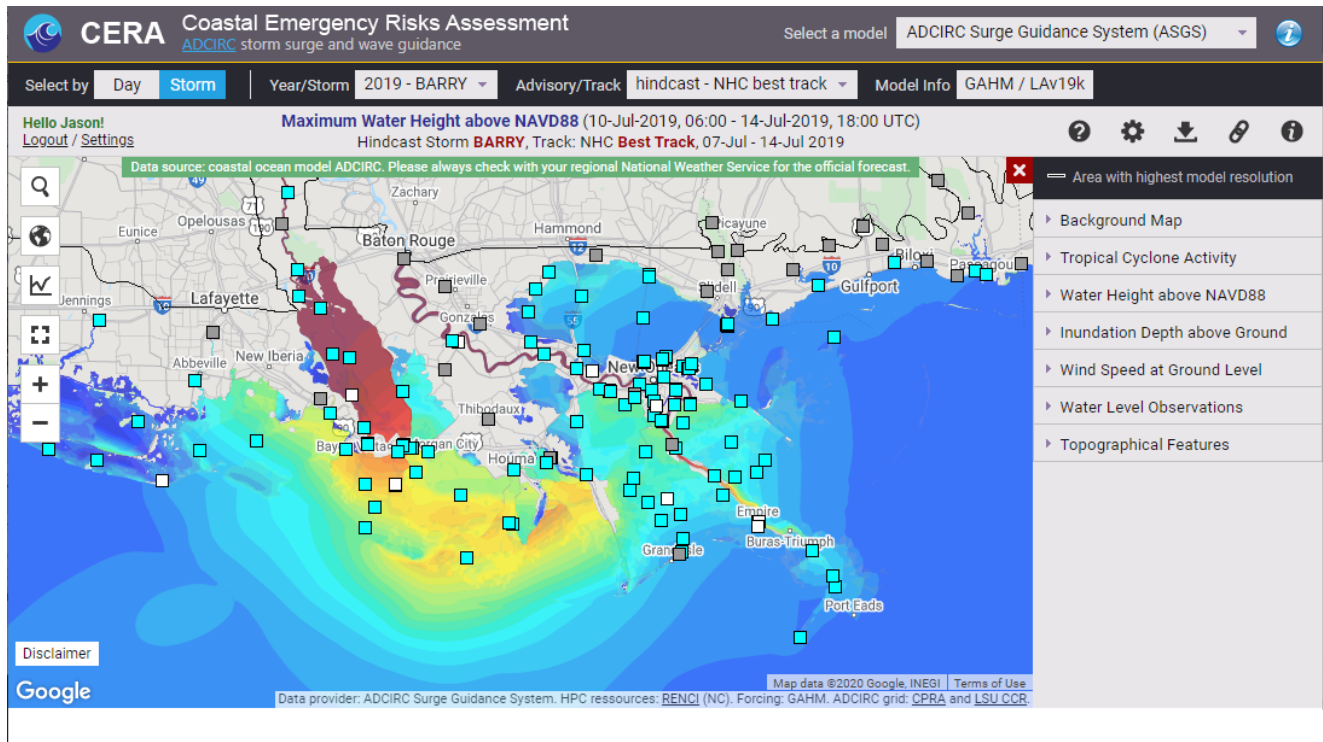 CERA
Coastal Emergency Risks Assessment
ADCIRC storm surge and wave guidance
Select a model ADCIRC Surge Guidance System (ASGS)
Select by Day Storm Year/Storm 2019 - BARRY Advisory/Track hindcast - NHC best track Model Info GAHM / LAv19k
Hello Jason!
Logout / Settings
Maximum Water Height above NAVD88 (10-Jul-2019, 06:00 - 14-Jul-2019, 18:00 UTC)
Hindcast Storm BARRY, Track: NHC Best Track, 07-Jul - 14-Jul 2019
Data source: coastal ocean model ADCIRC. Please always check with your regional National Weather Service for the official forecast.
Area with highest model resolution
Background Map
Tropical Cyclone Activity
Water Height above NAVD88
Inundation Depth above Ground
Wind Speed at Ground Level
Water Level Observations
Topographical Features
49
Zachary
71
Opelousas
190
Eunice
Baton Rouge
Hammond
12
10
Gulfport
Jennings
Lafayette
Gonzales
55
90
Abbeville
New Iberia
Thibodaux
Houma
Empire
Buras-Triumph
Port Eads
Disclaimer
Google
Map data ©2020 Google, INEGI Terms of Use
Data provider: ADCIRC Surge Guidance System. HPC ressources: RENCI (NC). Forcing: GAHM. ADCIRC grid: CPRA and LSU CCR.